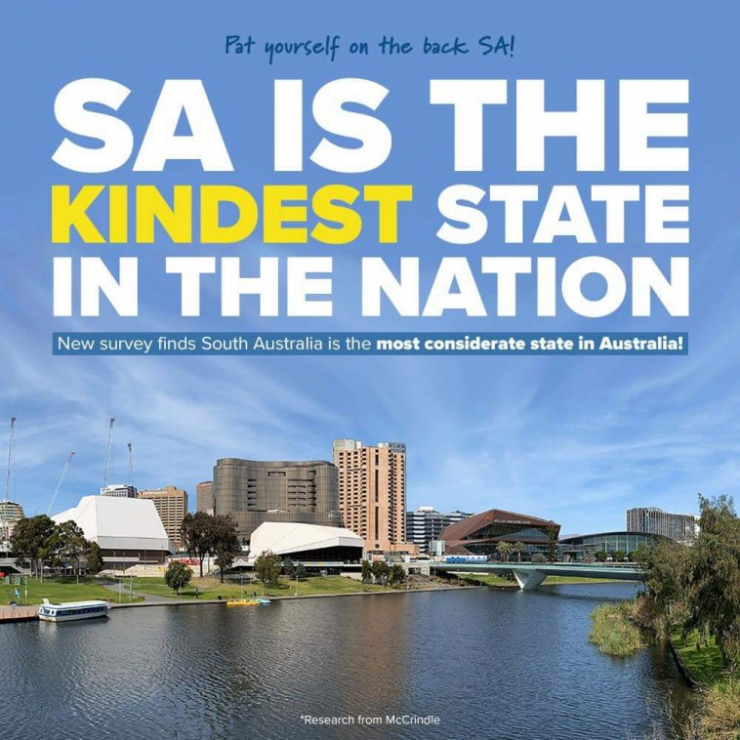 Pat yourself on the back SA!
SA IS THE
KINDEST STATE
IN THE NATION
New survey finds South Australia is the most considerate state in Australia!
*Research from McCrindle